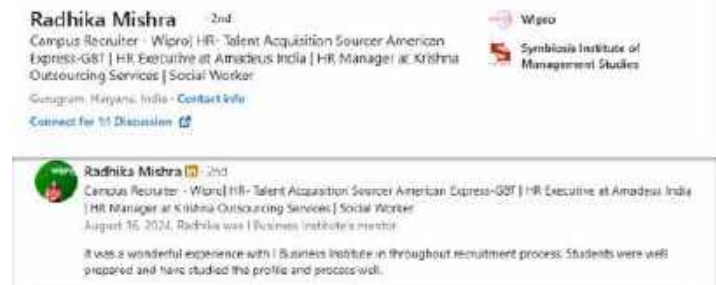 Radhika Mishra 2nd
Campus Recruiter - Wipro| HR- Talent Acquisition Sourcer American
Express-GBT | HR Executive at Amadeus India | HR Manager at Krishna
Outsourcing Services | Social Worker
Gurugram, Haryana, India · Contact info
Connect for 1:1 Discussion
Wipro
Symbiosis Institute of
Management Studies
Radhika Mishra in · 2nd
Campus Recruiter - Wipro| HR- Talent Acquisition Sourcer American Express-GBT | HR Executive at Amadeus India
| HR Manager at Krishna Outsourcing Services | Social Worker
August 16, 2024, Radhika was I Business Institute's mentor
It was a wonderful experience with I Business Institute in throughout recruitment process. Students were well
prepared and have studied the profile and process well.